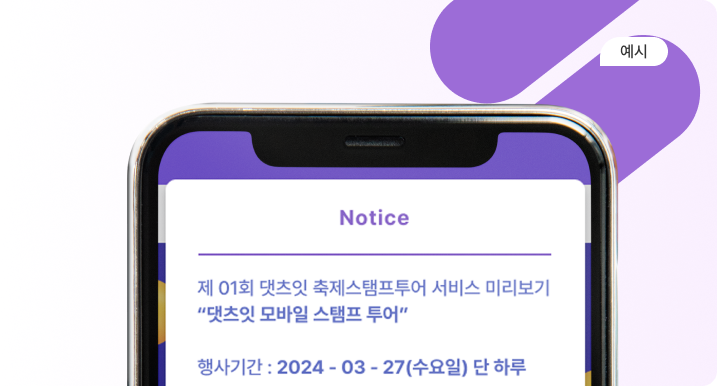 예시
Notice
제 01회 댓츠잇 축제스탬프투어 서비스 미리보기
“댓츠잇 모바일 스탬프 투어”
행사기간 : 2024 - 03 - 27(수요일) 단 하루